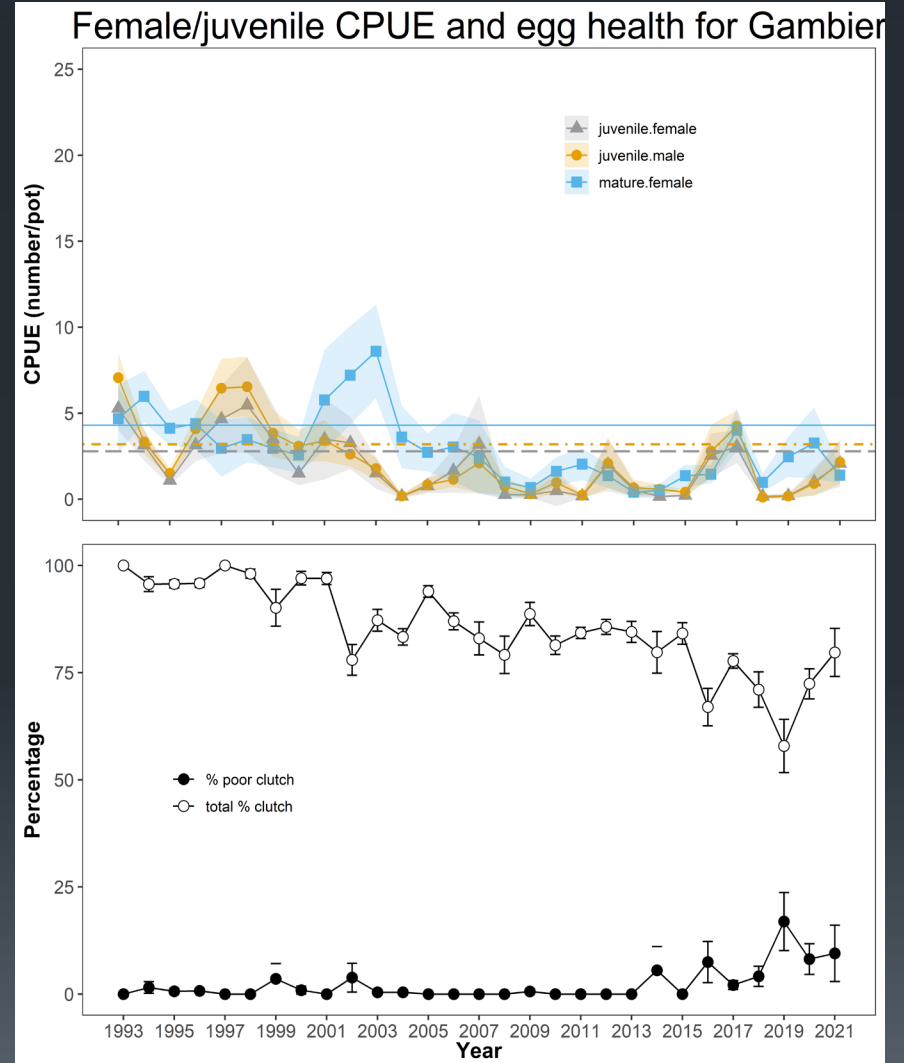 Female/juvenile CPUE and egg health for Gambier
25
20
15
10
5
0
CPUE (number/pot)
juvenile.female
juvenile.male
mature.female
100
75
50
25
0
Percentage
% poor clutch
total % clutch
1993 1995 1997 1999 2001 2003 2005 2007 2009 2011 2013 2015 2017 2019 2021
Year